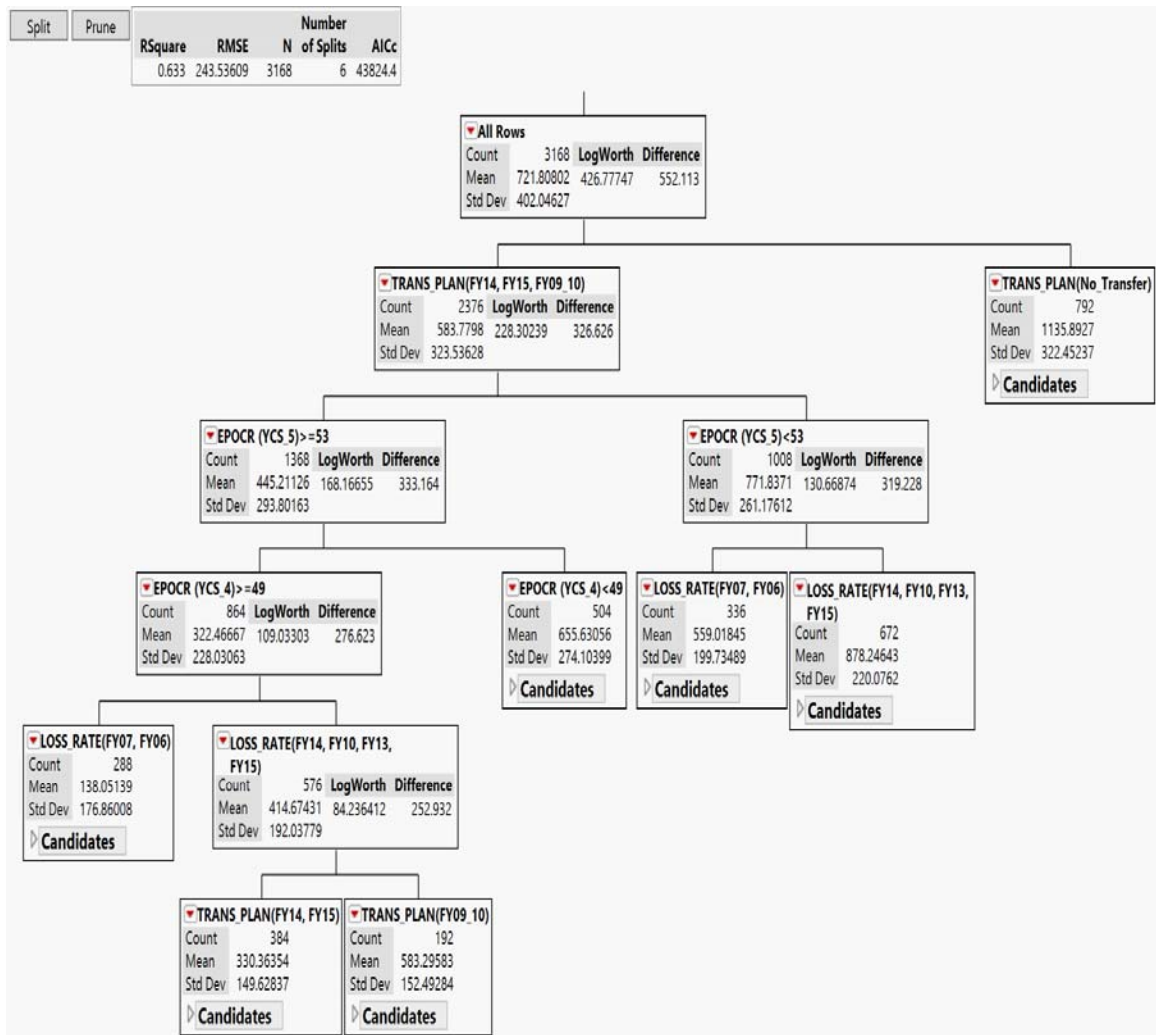 Split Prune
Number
RSquare RMSE N of Splits AICc
0.633 243.53609 3168 6 43824.4
All Rows
Count 3168 LogWorth Difference
Mean 721.80802 426.77747 552.113
Std Dev 402.04627
TRANS_PLAN(FY14, FY15, FY09_10)
Count 2376 LogWorth Difference
Mean 583.7798 228.30239 326.626
Std Dev 323.53628
TRANS_PLAN(No_Transfer)
Count 792
Mean 1135.8927
Std Dev 322.45237
Candidates
EPOCR (YCS_5)>=53
Count 1368 LogWorth Difference
Mean 445.21126 168.16655 333.164
Std Dev 293.80163
EPOCR (YCS_5)<53
Count 1008 LogWorth Difference
Mean 771.8371 130.66874 319.228
Std Dev 261.17612
EPOCR (YCS_4)>=49
Count 864 LogWorth Difference
Mean 322.46667 109.03303 276.623
Std Dev 228.03063
EPOCR (YCS_4)<49
Count 504
Mean 655.63056
Std Dev 274.10399
Candidates
LOSS_RATE(FY07, FY06)
Count 336
Mean 559.01845
Std Dev 199.73489
Candidates
LOSS_RATE(FY14, FY10, FY13,
FY15)
Count 672
Mean 878.24643
Std Dev 220.0762
Candidates
LOSS_RATE(FY07, FY06)
Count 288
Mean 138.05139
Std Dev 176.86008
Candidates
LOSS_RATE(FY14, FY10, FY13,
FY15)
Count 576 LogWorth Difference
Mean 414.67431 84.236412 252.932
Std Dev 192.03779
TRANS_PLAN(FY14, FY15)
Count 384
Mean 330.36354
Std Dev 149.62837
Candidates
TRANS_PLAN(FY09_10)
Count 192
Mean 583.29583
Std Dev 152.49284
Candidates